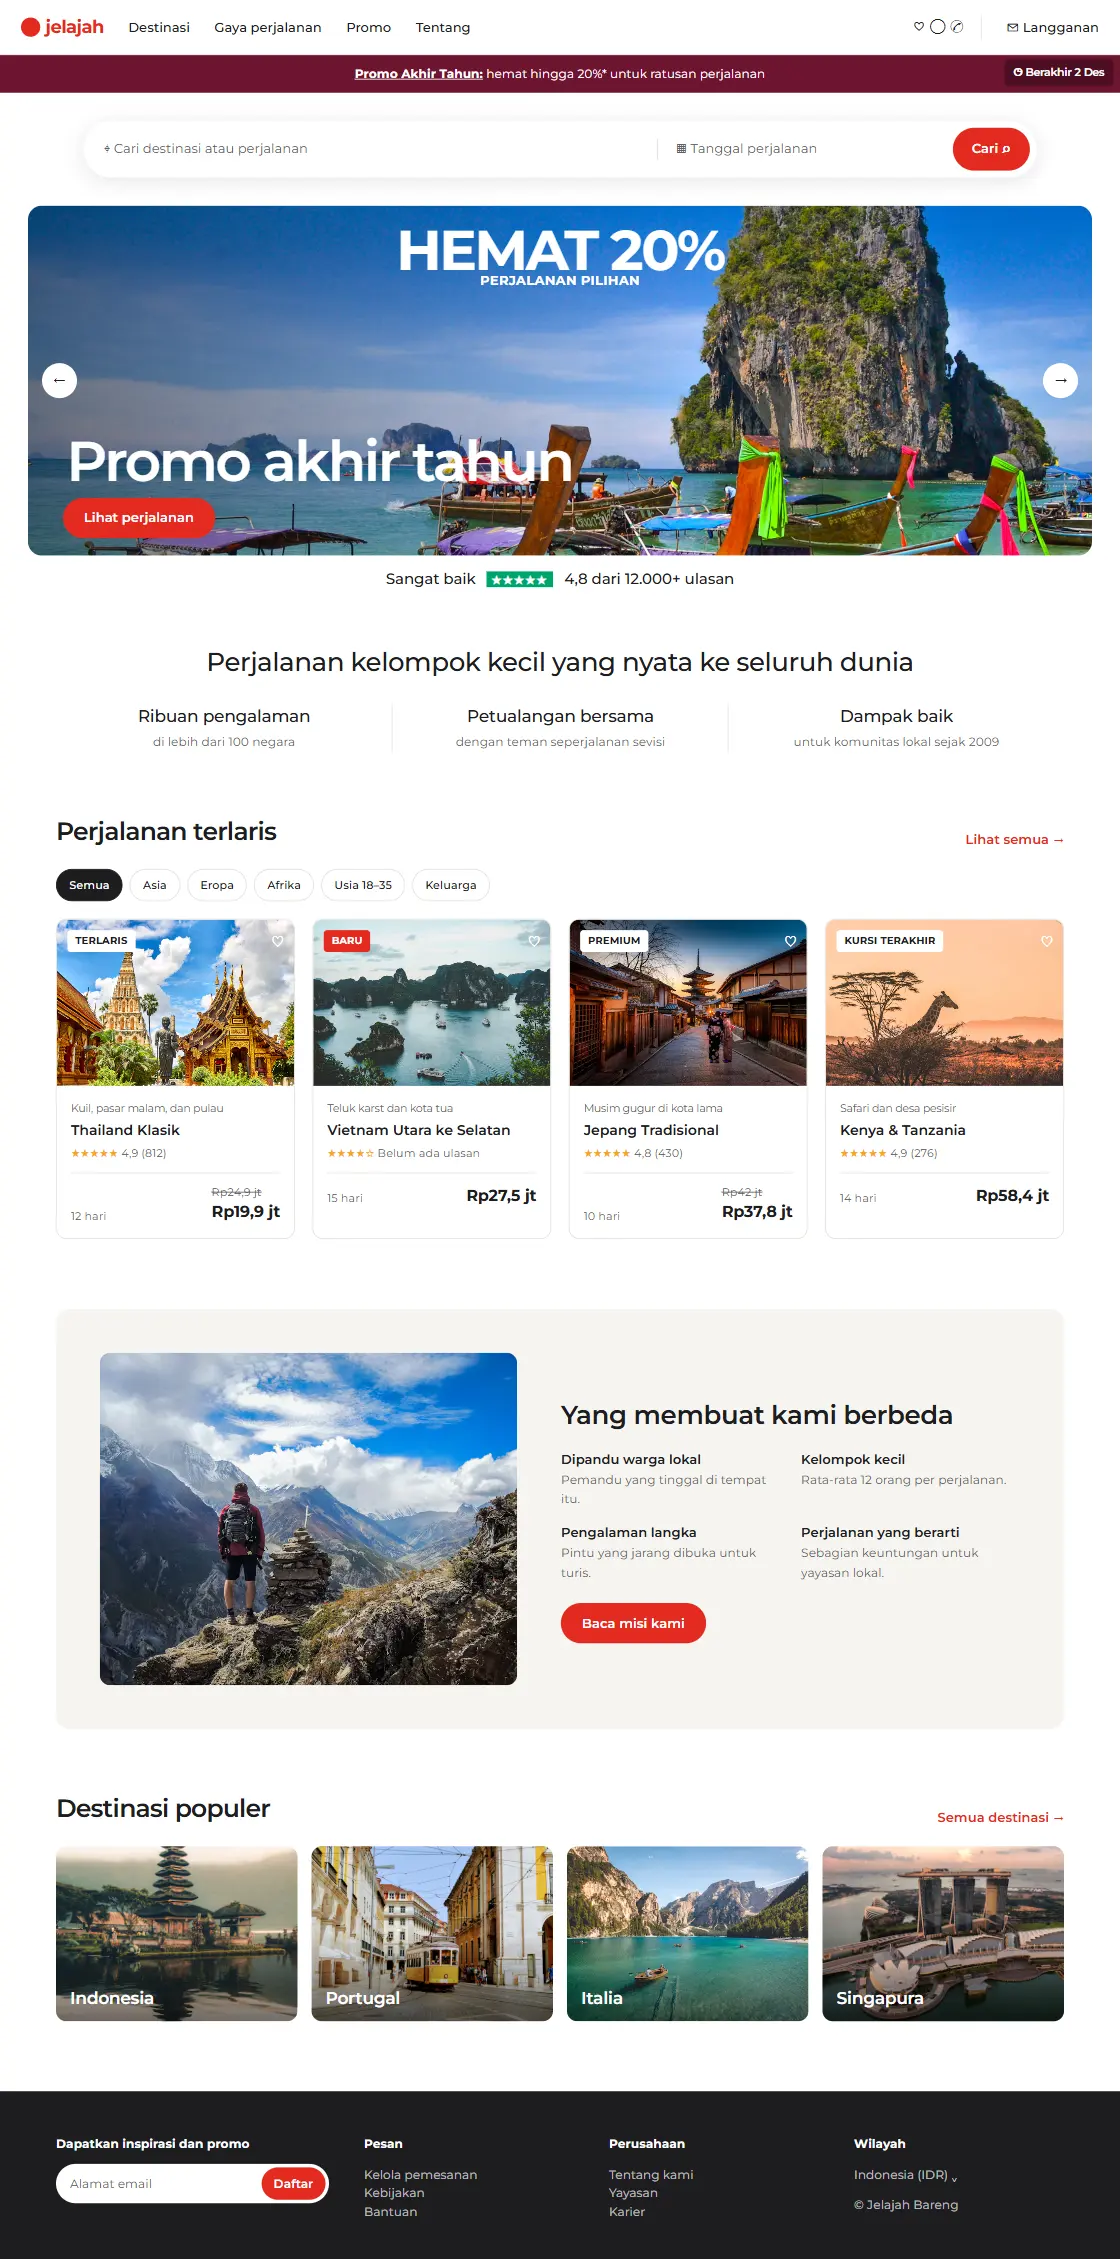 jelajah
Destinasi
Gaya perjalanan
Promo
Tentang
Langganan
Promo Akhir Tahun: hemat hingga 20%* untuk ratusan perjalanan
Berakhir 2 Des
Cari destinasi atau perjalanan
Tanggal perjalanan
Cari
HEMAT 20%
PERJALANAN PILIHAN
←
→
Promo akhir tahun
Lihat perjalanan
Sangat baik ★★★★★ 4,8 dari 12.000+ ulasan
Perjalanan kelompok kecil yang nyata ke seluruh dunia
Ribuan pengalaman
di lebih dari 100 negara
Petualangan bersama
dengan teman seperjalanan sevisi
Dampak baik
untuk komunitas lokal sejak 2009
Perjalanan terlaris
Lihat semua →
Semua
Asia
Eropa
Afrika
Usia 18–35
Keluarga
TERLARIS
Kuil, pasar malam, dan pulau
Thailand Klasik
★★★★★ 4,9 (812)
12 hari
Rp24,9 jt
Rp19,9 jt
BARU
Teluk karst dan kota tua
Vietnam Utara ke Selatan
★★★★☆ Belum ada ulasan
15 hari
Rp27,5 jt
PREMIUM
Musim gugur di kota lama
Jepang Tradisional
★★★★★ 4,8 (430)
10 hari
Rp42 jt
Rp37,8 jt
KURSI TERAKHIR
Safari dan desa pesisir
Kenya & Tanzania
★★★★★ 4,9 (276)
14 hari
Rp58,4 jt
Yang membuat kami berbeda
Dipandu warga lokal
Pemandu yang tinggal di tempat
itu.
Kelompok kecil
Rata-rata 12 orang per perjalanan.
Pengalaman langka
Pintu yang jarang dibuka untuk
turis.
Perjalanan yang berarti
Sebagian keuntungan untuk
yayasan lokal.
Baca misi kami
Destinasi populer
Semua destinasi →
Indonesia
Portugal
Italia
Singapura
Dapatkan inspirasi dan promo
Alamat email
Daftar
Pesan
Kelola pemesanan
Kebijakan
Bantuan
Perusahaan
Tentang kami
Yayasan
Karier
Wilayah
Indonesia (IDR)
© Jelajah Bareng